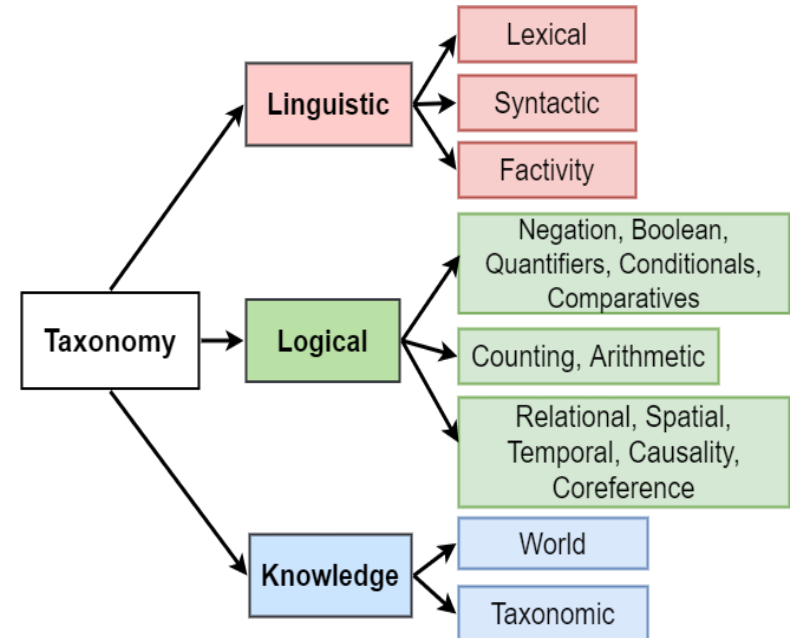 Lexical
Linguistic
Syntactic
Factivity
Negation, Boolean,
Quantifiers, Conditionals,
Comparatives
Taxonomy
Logical
Counting, Arithmetic
Relational, Spatial,
Temporal, Causality,
Coreference
World
Knowledge
Taxonomic